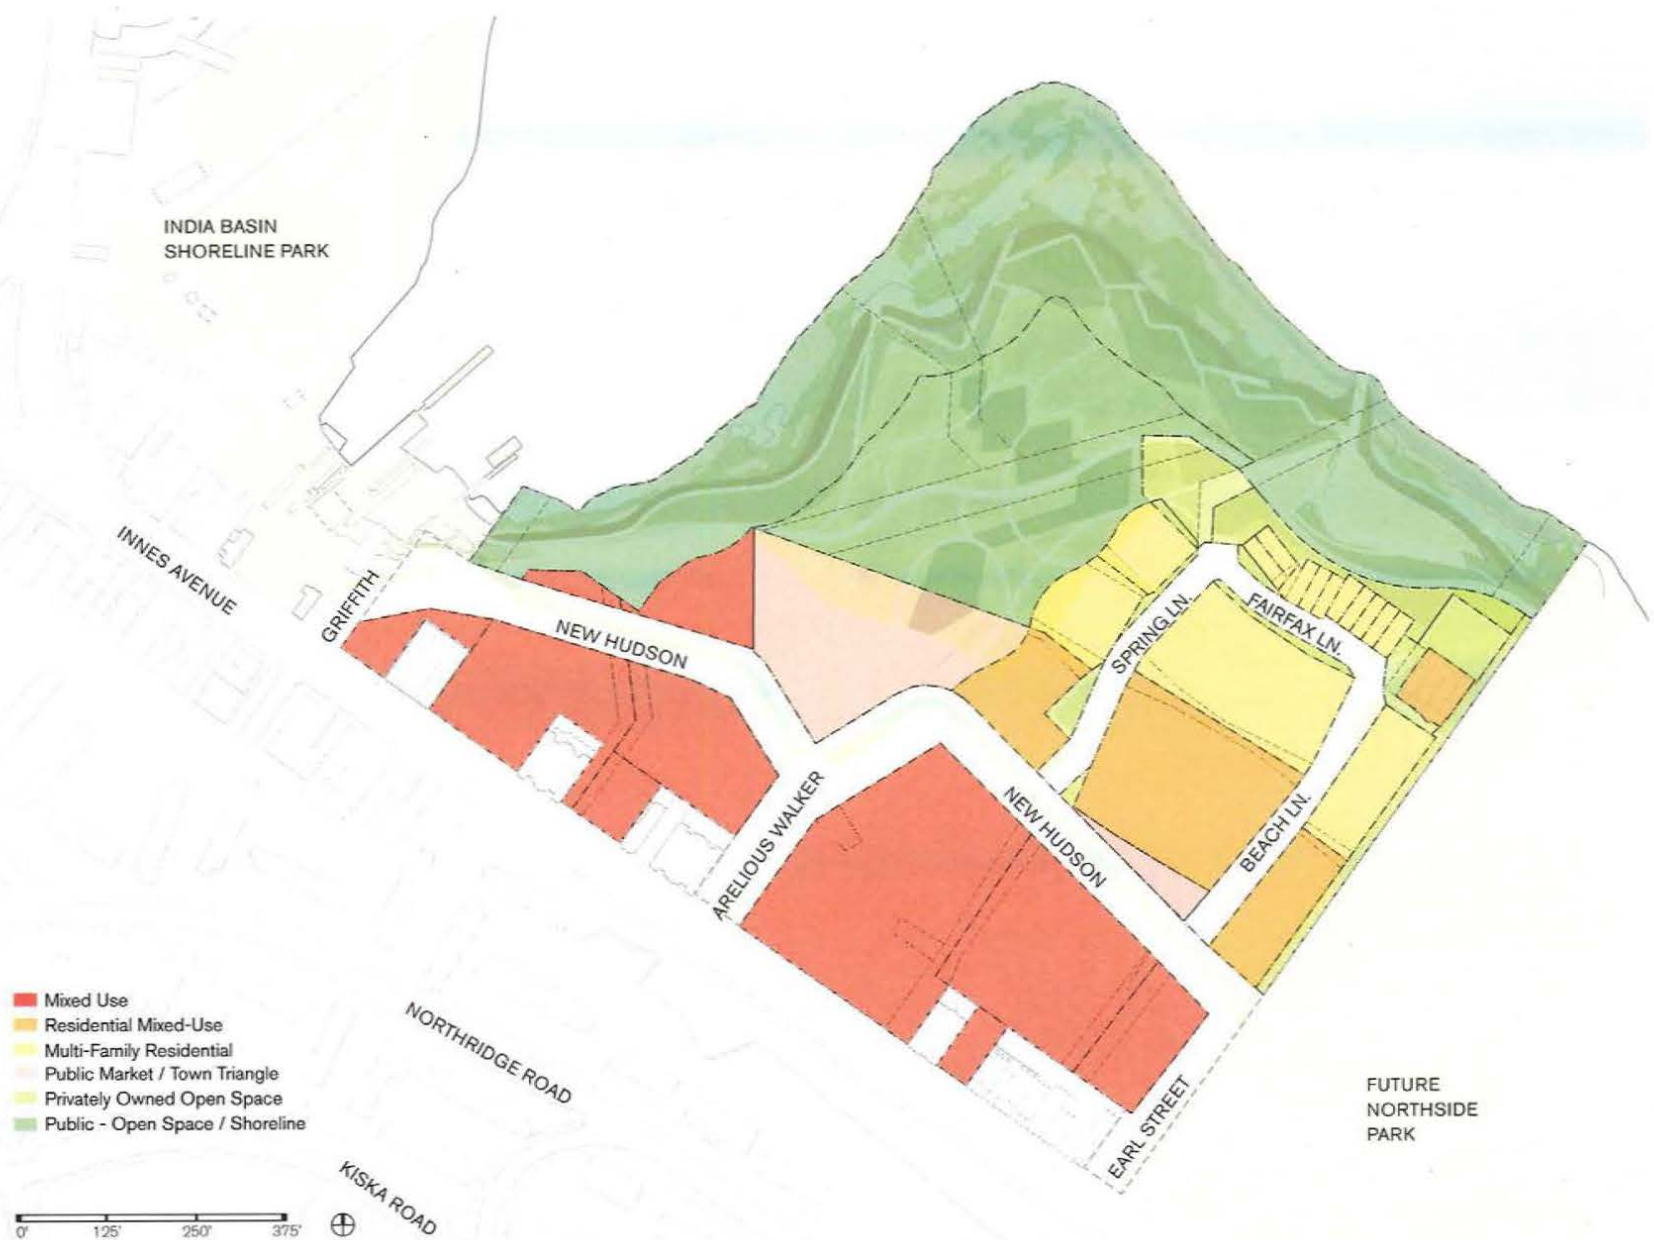 INDIA BASIN
SHORELINE PARK
INNES AVENUE
GRIFFITH
NEW HUDSON
SPRING LN.
FAIRFAX LN.
ARELIOUS WALKER
NEW HUDSON
BEACH LN.
Mixed Use
Residential Mixed-Use
Multi-Family Residential
Public Market / Town Triangle
Privately Owned Open Space
Public - Open Space / Shoreline
NORTHRIDGE ROAD
EARL STREET
FUTURE
NORTHSIDE
PARK
KISKA ROAD
0' 125' 250' 375'